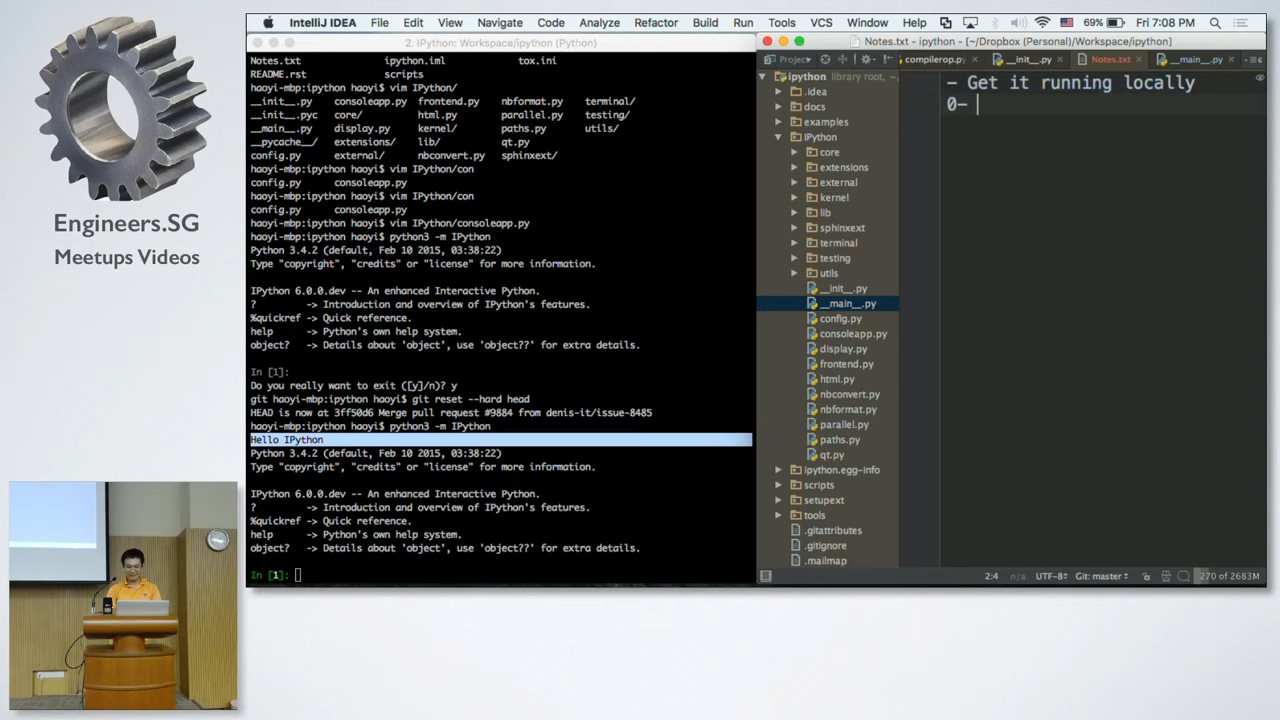 Engineers.SG
Meetups Videos
IntelliJ IDEA File Edit View Navigate Code Analyze Refactor Build Run Tools VCS Window Help 69% Fri 7:08 PM
2. IPython: Workspace/ipython (Python)
Notes.txt ipython.iml tox.ini
README.rst scripts
haoyi-mbp:ipython haoyi$ vim IPython/
__init__.py consoleapp.py frontend.py nbformat.py terminal/
__init__.pyc core/ html.py parallel.py testing/
__main__.py display.py kernel/ paths.py utils/
__pycache__/ extensions/ lib/ qt.py
config.py external/ nbconvert.py sphinxext/
haoyi-mbp:ipython haoyi$ vim IPython/con
config.py consoleapp.py
haoyi-mbp:ipython haoyi$ vim IPython/con
config.py consoleapp.py
haoyi-mbp:ipython haoyi$ vim IPython/consoleapp.py
haoyi-mbp:ipython haoyi$ python3 -m IPython
Python 3.4.2 (default, Feb 10 2015, 03:38:22)
Type "copyright", "credits" or "license" for more information.
IPython 6.0.0.dev -- An enhanced Interactive Python.
? -> Introduction and overview of IPython's features.
%quickref -> Quick reference.
help -> Python's own help system.
object? -> Details about 'object', use 'object??' for extra details.
In [1]:
Do you really want to exit ([y]/n)? y
git haoyi-mbp:ipython haoyi$ git reset --hard head
HEAD is now at 3ff50d6 Merge pull request #9884 from denis-it/issue-8485
haoyi-mbp:ipython haoyi$ python3 -m IPython
Hello IPython
Python 3.4.2 (default, Feb 10 2015, 03:38:22)
Type "copyright", "credits" or "license" for more information.
IPython 6.0.0.dev -- An enhanced Interactive Python.
? -> Introduction and overview of IPython's features.
%quickref -> Quick reference.
help -> Python's own help system.
object? -> Details about 'object', use 'object??' for extra details.
In [1]:
Notes.txt - ipython - [~/Dropbox (Personal)/Workspace/ipython]
Project compilerop.py __init__.py Notes.txt __main__.py
ipython library root,
.idea
docs
examples
IPython
core
extensions
external
kernel
lib
sphinxext
terminal
testing
utils
__init__.py
__main__.py
config.py
consoleapp.py
display.py
frontend.py
html.py
nbconvert.py
nbformat.py
parallel.py
paths.py
qt.py
ipython.egg-info
scripts
setupext
tools
.gitattributes
.gitignore
.mailmap
- Get it running locally
0-
2:4 n/a UTF-8 Git: master 270 of 2683M